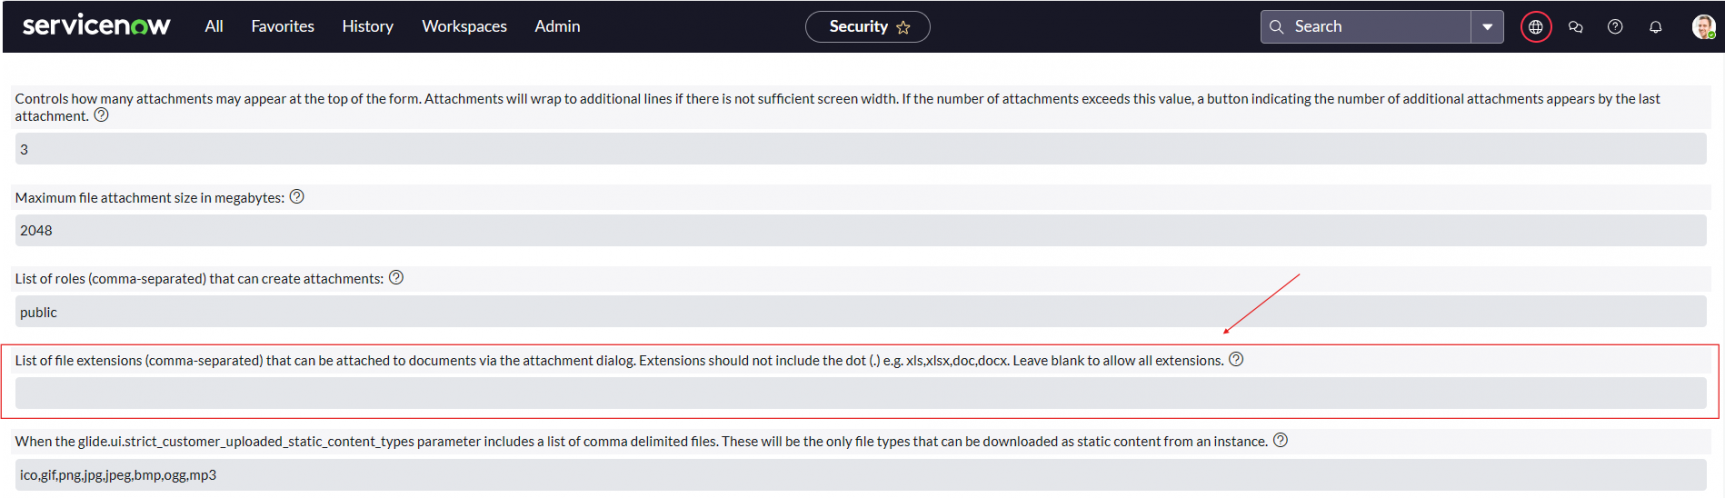 servicenow All Favorites History Workspaces Admin Security Search
Controls how many attachments may appear at the top of the form. Attachments will wrap to additional lines if there is not sufficient screen width. If the number of attachments exceeds this value, a button indicating the number of additional attachments appears by the last
attachment.
3
Maximum file attachment size in megabytes:
2048
List of roles (comma-separated) that can create attachments:
public
List of file extensions (comma-separated) that can be attached to documents via the attachment dialog. Extensions should not include the dot (.) e.g. xls,xlsx,doc,docx. Leave blank to allow all extensions.
When the glide.ui.strict_customer_uploaded_static_content_types parameter includes a list of comma delimited files. These will be the only file types that can be downloaded as static content from an instance.
ico,gif,png,jpg,jpeg,bmp,ogg,mp3